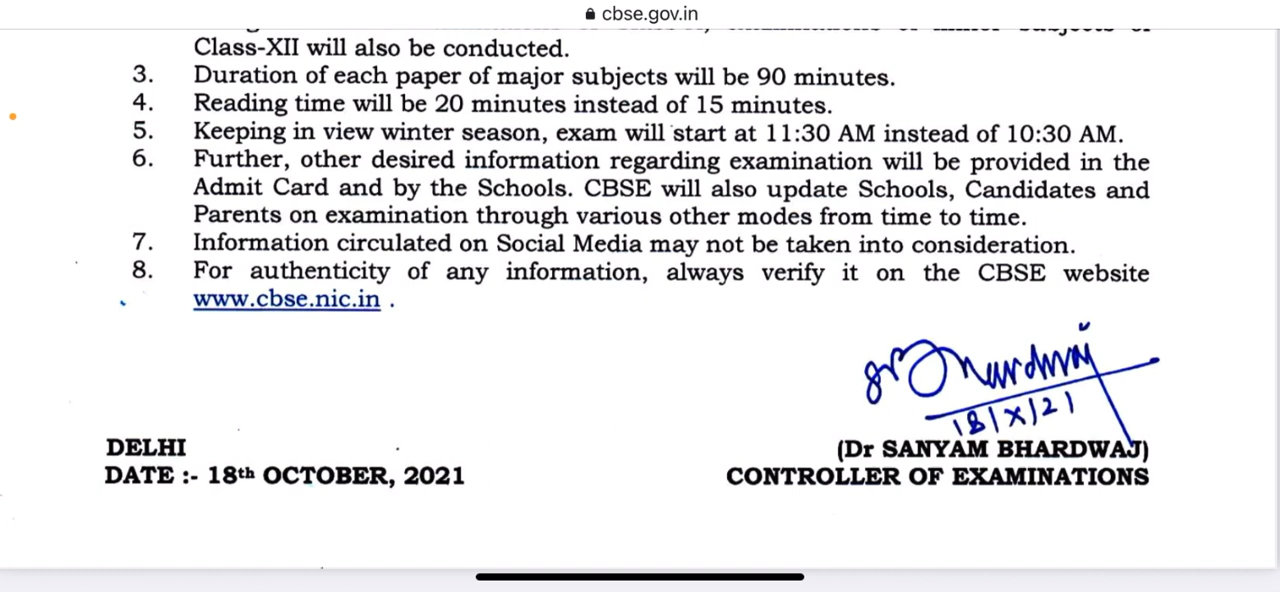 cbse.gov.in
Class-XII will also be conducted.
3. Duration of each paper of major subjects will be 90 minutes.
4. Reading time will be 20 minutes instead of 15 minutes.
5. Keeping in view winter season, exam will start at 11:30 AM instead of 10:30 AM.
6. Further, other desired information regarding examination will be provided in the
Admit Card and by the Schools. CBSE will also update Schools, Candidates and
Parents on examination through various other modes from time to time.
7. Information circulated on Social Media may not be taken into consideration.
8. For authenticity of any information, always verify it on the CBSE website
www.cbse.nic.in .
18/X/21
DELHI
(Dr SANYAM BHARDWAJ)
DATE :- 18th OCTOBER, 2021
CONTROLLER OF EXAMINATIONS